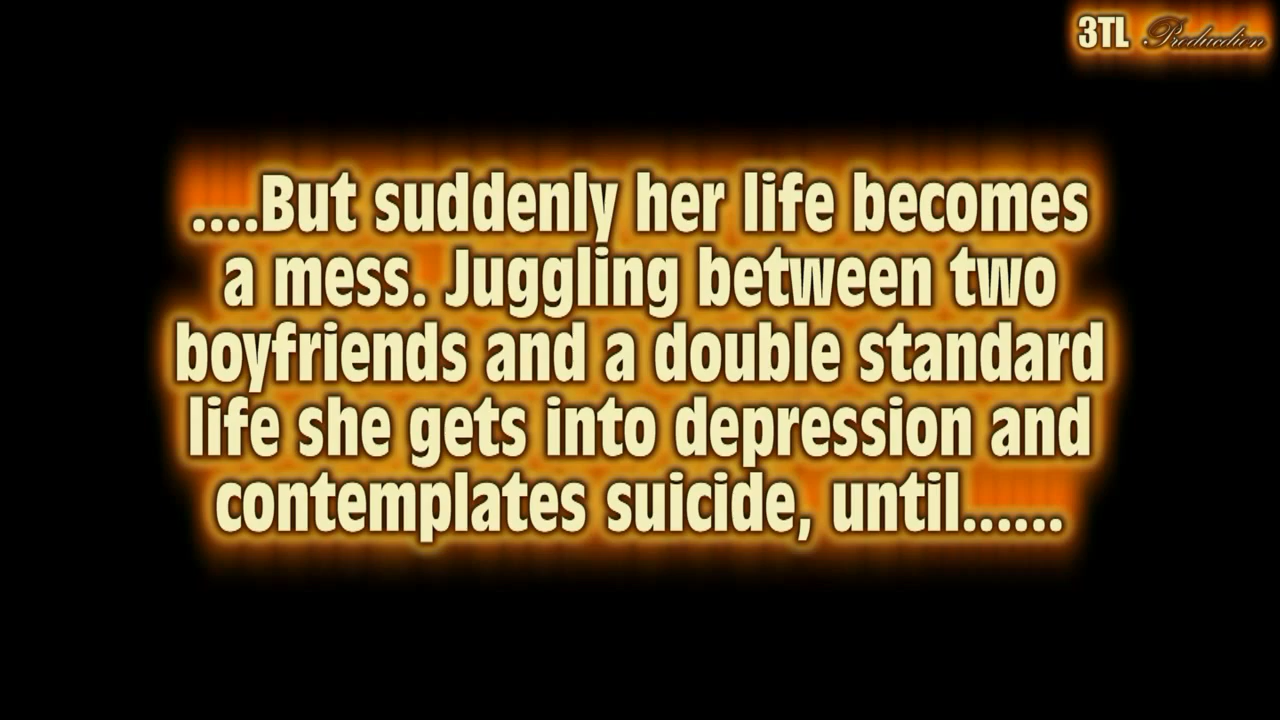 3TL Production
....But suddenly her life becomes
a mess. Juggling between two
boyfriends and a double standard
life she gets into depression and
contemplates suicide, until......